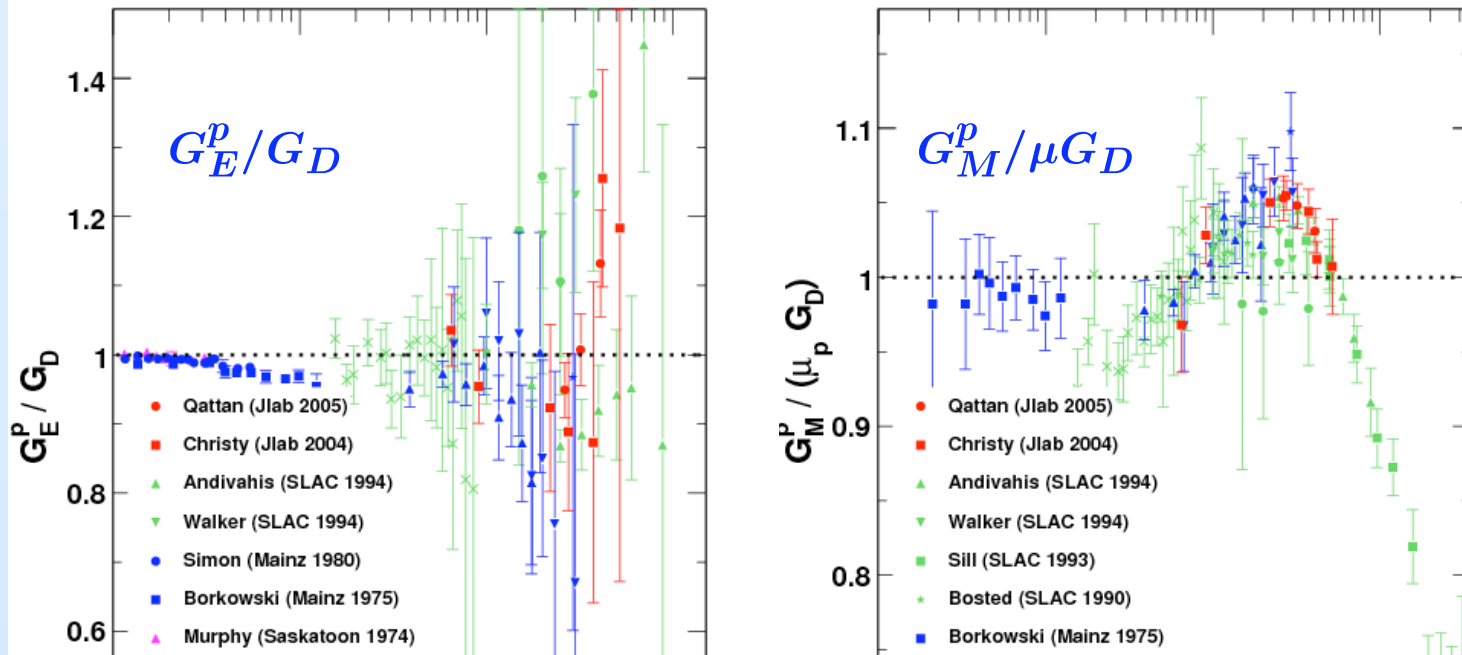 1.4
1.2
1
0.8
0.6
G_E^p / G_D
G_E^p/G_D
Qattan (Jlab 2005)
Christy (Jlab 2004)
Andivahis (SLAC 1994)
Walker (SLAC 1994)
Simon (Mainz 1980)
Borkowski (Mainz 1975)
Murphy (Saskatoon 1974)
1.1
1
0.9
0.8
G_M^p / (μ_p G_D)
G_M^p/μG_D
Qattan (Jlab 2005)
Christy (Jlab 2004)
Andivahis (SLAC 1994)
Walker (SLAC 1994)
Sill (SLAC 1993)
Bosted (SLAC 1990)
Borkowski (Mainz 1975)